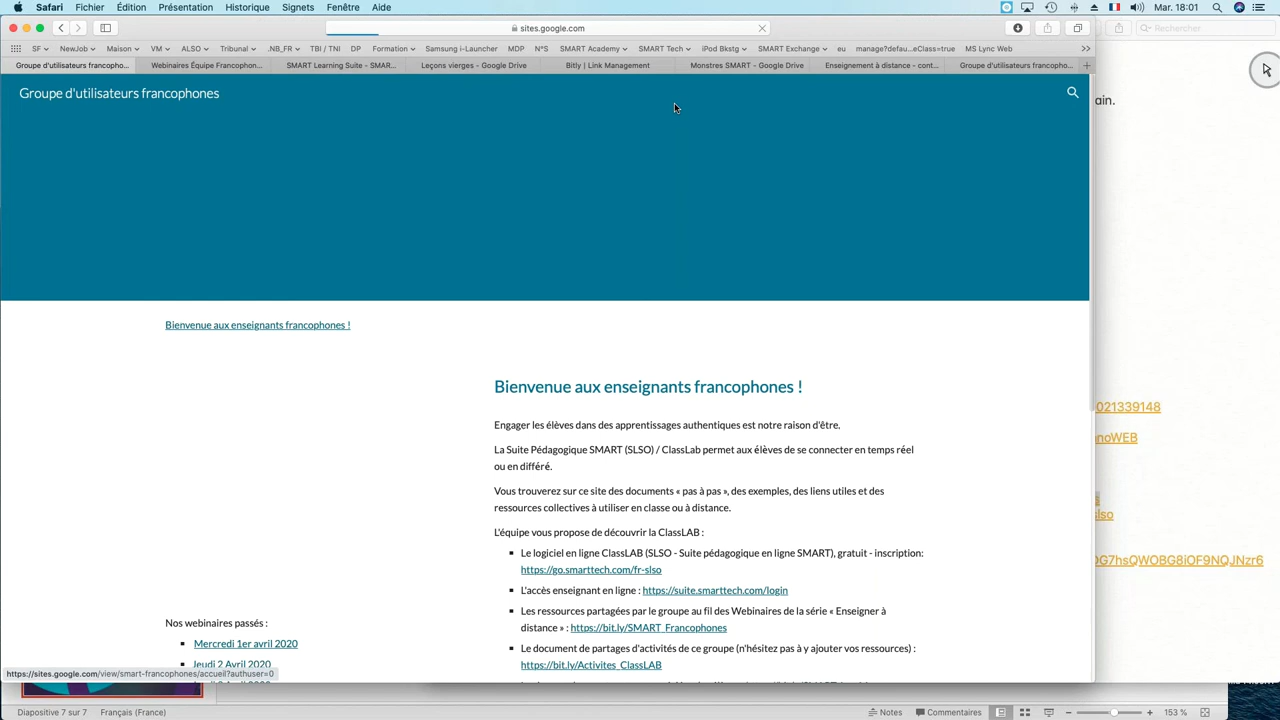 Safari Fichier Édition Présentation Historique Signets Fenêtre Aide Mar. 18:01
sites.google.com
Rechercher
SF NewJob Maison VM ALSO Tribunal .NB_FR TBI / TNI DP Formation Samsung i-Launcher MDP N°S SMART Academy SMART Tech iPod Bkstg SMART Exchange eu manage?defau...eClass=true MS Lync Web
Groupe d'utilisateurs francopho... Webinaires Équipe Francophon... SMART Learning Suite - SMAR... Leçons vierges - Google Drive Bitly | Link Management Monstres SMART - Google Drive Enseignement à distance - cont... Groupe d'utilisateurs francopho...
Groupe d'utilisateurs francophones
ain.
Bienvenue aux enseignants francophones !
Bienvenue aux enseignants francophones !
021339148
Engager les élèves dans des apprentissages authentiques est notre raison d'être.
noWEB
La Suite Pédagogique SMART (SLSO) / ClassLab permet aux élèves de se connecter en temps réel
ou en différé.
Vous trouverez sur ce site des documents « pas à pas », des exemples, des liens utiles et des
ressources collectives à utiliser en classe ou à distance.
slso
L'équipe vous propose de découvrir la ClassLAB :
Le logiciel en ligne ClassLAB (SLSO - Suite pédagogique en ligne SMART), gratuit - inscription:
https://go.smarttech.com/fr-slso
OG7hsQWOBG8iOF9NQJNzr6
L'accès enseignant en ligne : https://suite.smarttech.com/login
Les ressources partagées par le groupe au fil des Webinaires de la série « Enseigner à
distance » : https://bit.ly/SMART_Francophones
Nos webinaires passés :
Mercredi 1er avril 2020
Le document de partages d'activités de ce groupe (n'hésitez pas à y ajouter vos ressources) :
https://bit.ly/Activites_ClassLAB
Jeudi 2 Avril 2020
https://sites.google.com/view/smart-francophones/accueil?authuser=0
Diapositive 7 sur 7 Français (France) Notes Commentaires 153 %